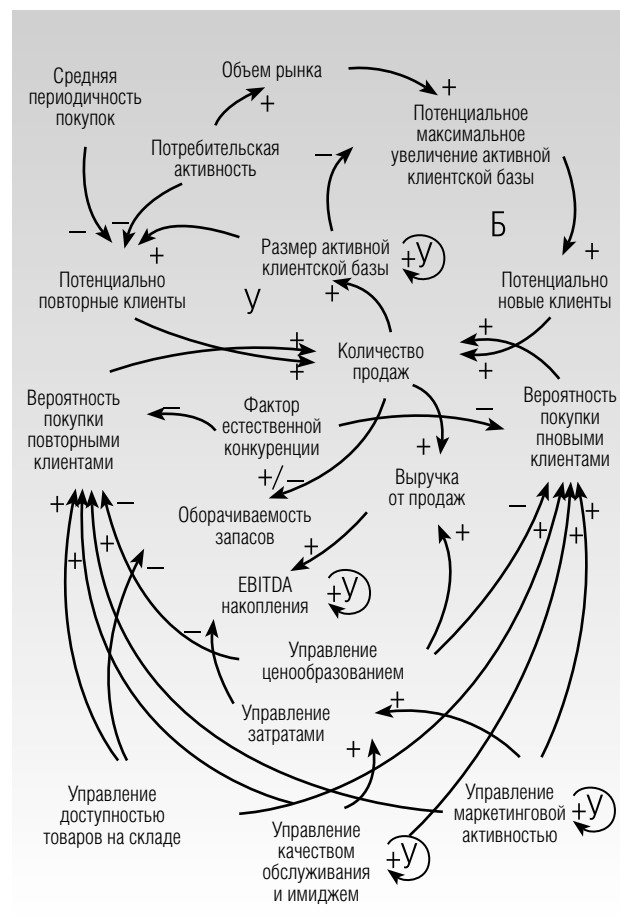 Средняя
периодичность
покупок
Объем рынка
+
+
Потенциальное
максимальное
увеличение активной
клиентской базы
Потребительская
активность
–
–
–
+
Размер активной
клиентской базы
+У
Б
+
Потенциально
повторные клиенты
У
+
Потенциально
новые клиенты
+
+
+
+
Количество
продаж
Вероятность
покупки
повторными
клиентами
–
Фактор
естественной
конкуренции
–
Вероятность
покупки
пновыми
клиентами
+
+/–
Выручка
от продаж
Оборачиваемость
запасов
+
–
+
+
–
–
+
+
+
+
+
EBITDA
накопления
+У
–
Управление
ценообразованием
Управление
затратами
+
+
Управление
доступностью
товаров на складе
Управление
маркетинговой
активностью
+У
Управление
качеством
обслуживания
и имиджем
+У